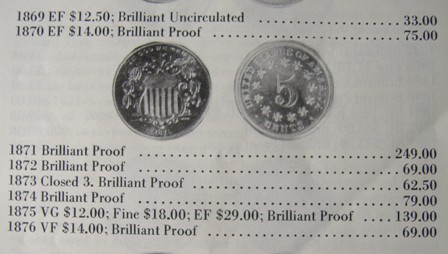 1869 EF $12.50; Brilliant Uncirculated .................... 33.00
1870 EF $14.00; Brilliant Proof ........................ 75.00
5
CENTS
1871 Brilliant Proof ................................ 249.00
1872 Brilliant Proof ................................. 69.00
1873 Closed 3. Brilliant Proof .......................... 62.50
1874 Brilliant Proof ................................. 79.00
1875 VG $12.00; Fine $18.00; EF $29.00; Brilliant Proof .... 139.00
1876 VF $14.00; Brilliant Proof ......................... 69.00